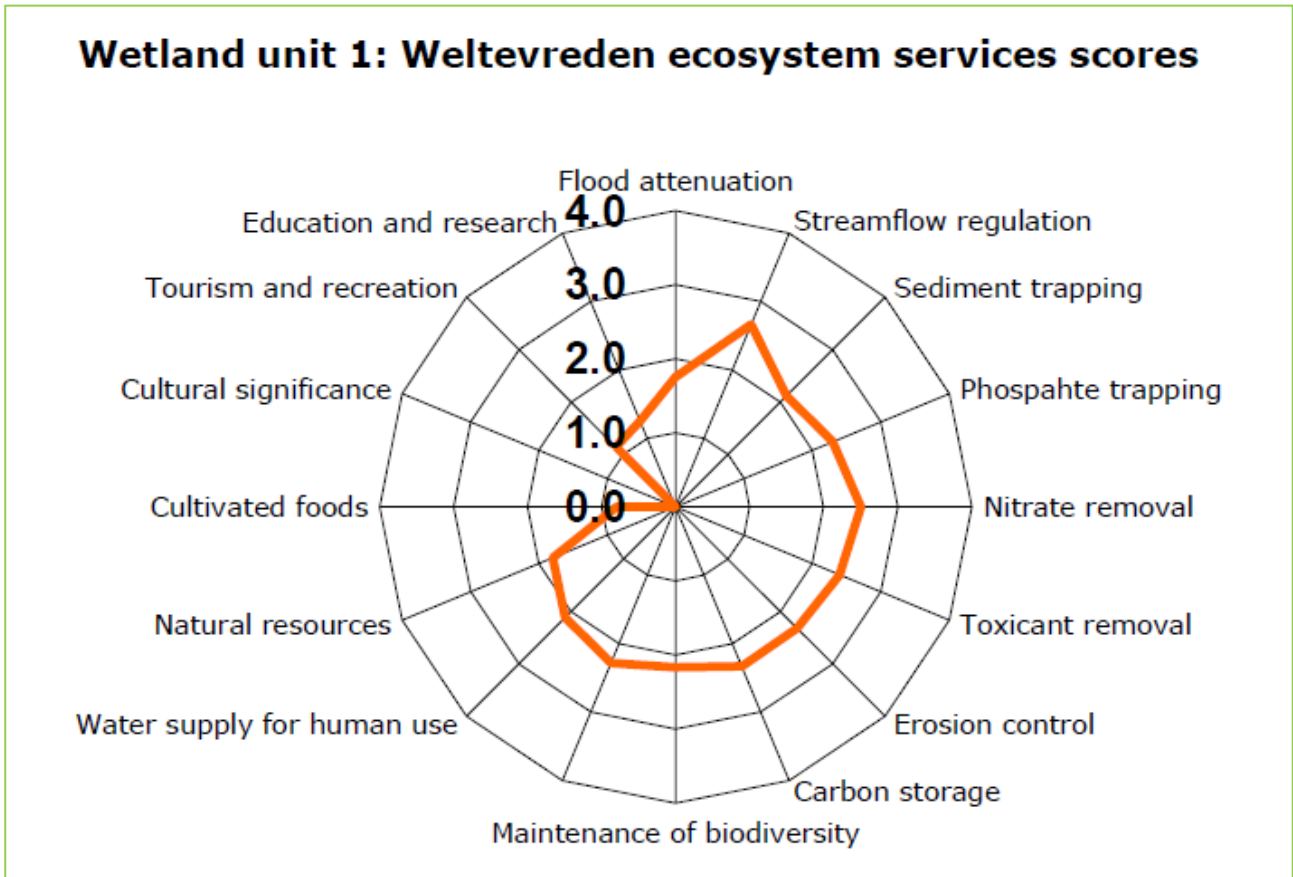 Wetland unit 1: Weltevreden ecosystem services scores
Flood attenuation
Streamflow regulation
Sediment trapping
Phospahte trapping
Nitrate removal
Toxicant removal
Erosion control
Carbon storage
Maintenance of biodiversity
Water supply for human use
Natural resources
Cultivated foods
Cultural significance
Tourism and recreation
Education and research
4.0
3.0
2.0
1.0
0.0